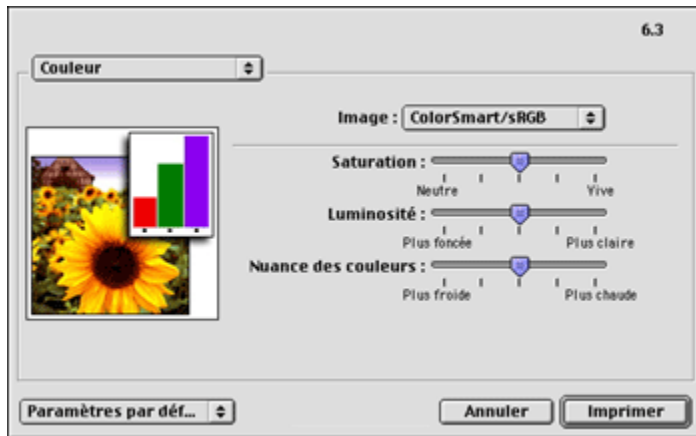 6.3
Couleur
Image : ColorSmart/sRGB
Saturation :
Neutre Vive
Luminosité :
Plus foncée Plus claire
Nuance des couleurs :
Plus froide Plus chaude
Paramètres par déf... Annuler Imprimer